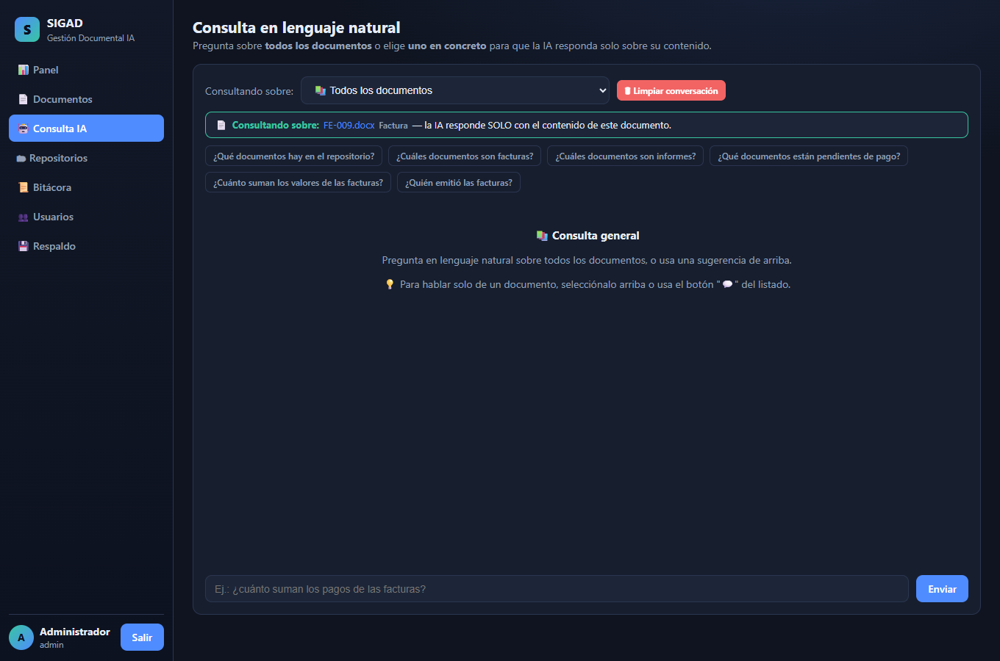 S
SIGAD
Gestión Documental IA
Panel
Documentos
Consulta IA
Repositorios
Bitácora
Usuarios
Respaldo
A
Administrador
admin
Salir
Consulta en lenguaje natural
Pregunta sobre todos los documentos o elige uno en concreto para que la IA responda solo sobre su contenido.
Consultando sobre:
Todos los documentos
Limpiar conversación
Consultando sobre: FE-009.docx Factura — la IA responde SOLO con el contenido de este documento.
¿Qué documentos hay en el repositorio?
¿Cuáles documentos son facturas?
¿Cuáles documentos son informes?
¿Qué documentos están pendientes de pago?
¿Cuánto suman los valores de las facturas?
¿Quién emitió las facturas?
Consulta general
Pregunta en lenguaje natural sobre todos los documentos, o usa una sugerencia de arriba.
Para hablar solo de un documento, selecciónalo arriba o usa el botón "💬" del listado.
Ej.: ¿cuánto suman los pagos de las facturas?
Enviar